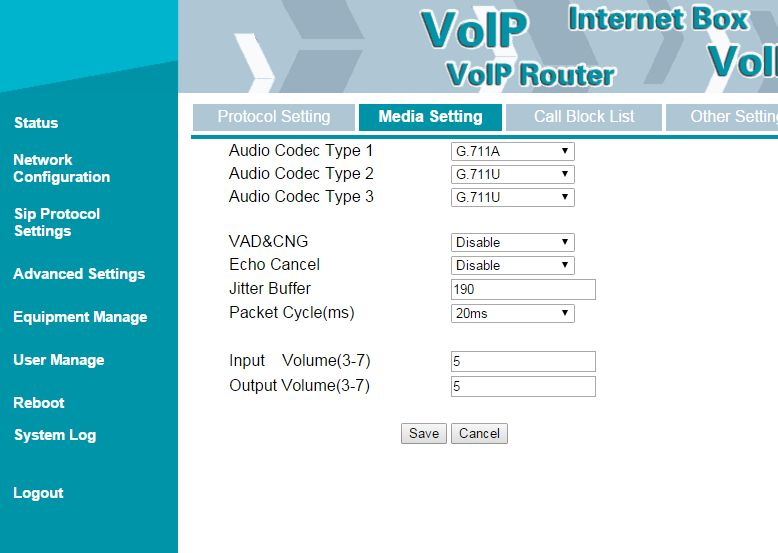 VoIP
Internet Box
VoIP Router
Status
Network
Configuration
Sip Protocol
Settings
Advanced Settings
Equipment Manage
User Manage
Reboot
System Log
Logout
Protocol Setting
Media Setting
Call Block List
Other Setting
Audio Codec Type 1
G.711A
Audio Codec Type 2
G.711U
Audio Codec Type 3
G.711U
VAD&CNG
Disable
Echo Cancel
Disable
Jitter Buffer
190
Packet Cycle(ms)
20ms
Input Volume(3-7)
5
Output Volume(3-7)
5
Save
Cancel